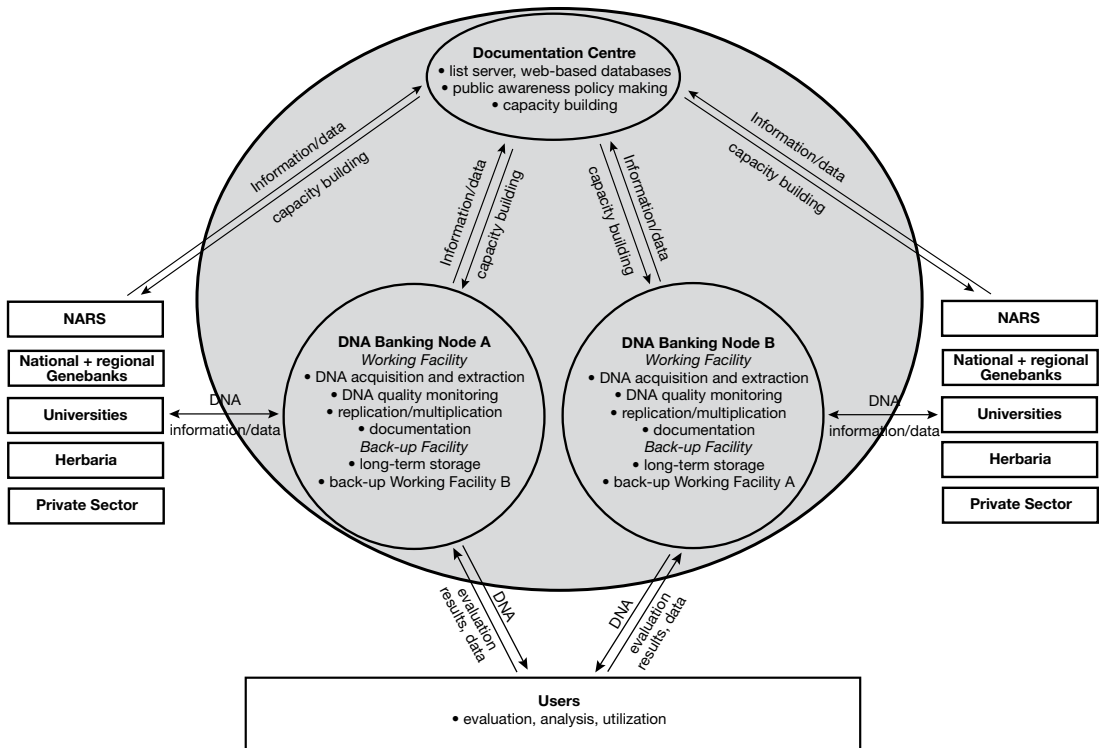 Documentation Centre
• list server, web-based databases
• public awareness policy making
• capacity building
Information/data
capacity building
Information/data
capacity building
Information/data
capacity building
Information/data
capacity building
NARS
National + regional
Genebanks
Universities
Herbaria
Private Sector
DNA
information/data
DNA Banking Node A
Working Facility
• DNA acquisition and extraction
• DNA quality monitoring
• replication/multiplication
• documentation
Back-up Facility
• long-term storage
• back-up Working Facility B
DNA Banking Node B
Working Facility
• DNA acquisition and extraction
• DNA quality monitoring
• replication/multiplication
• documentation
Back-up Facility
• long-term storage
• back-up Working Facility A
DNA
information/data
NARS
National + regional
Genebanks
Universities
Herbaria
Private Sector
evaluation
results, data
DNA
DNA
evaluation
results, data
Users
• evaluation, analysis, utilization